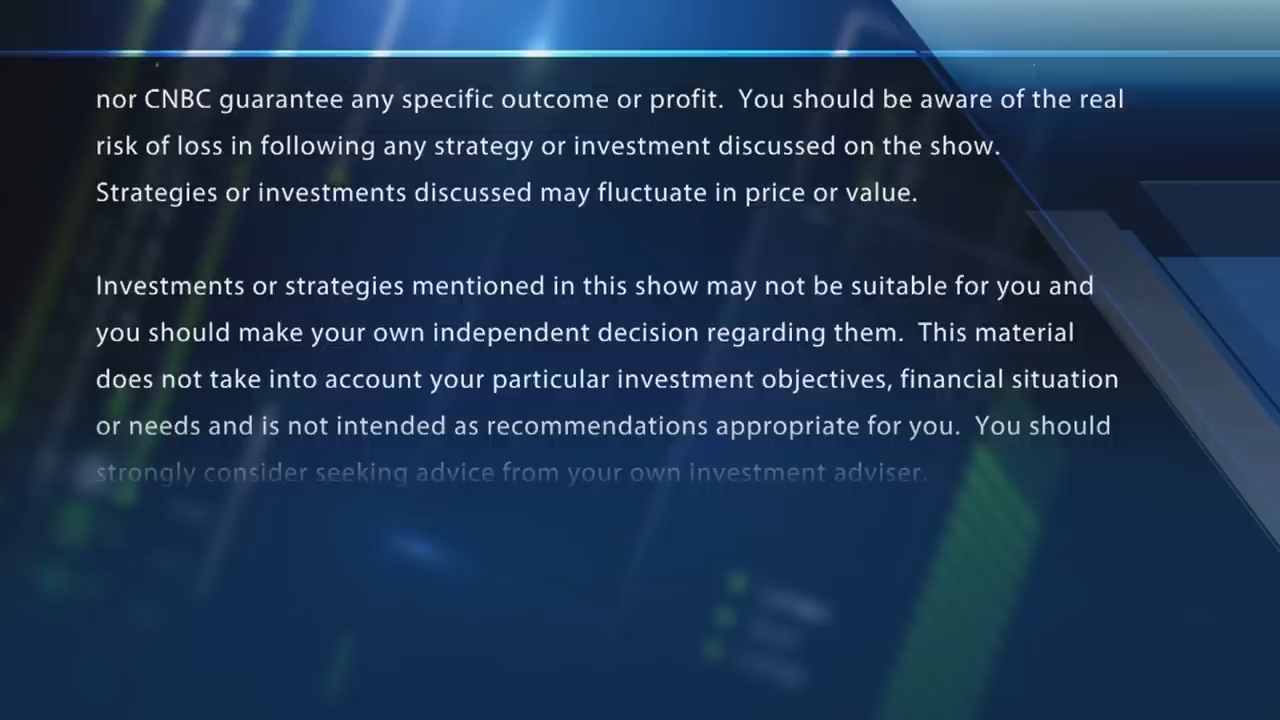 nor CNBC guarantee any specific outcome or profit.  You should be aware of the real
risk of loss in following any strategy or investment discussed on the show.
Strategies or investments discussed may fluctuate in price or value.
Investments or strategies mentioned in this show may not be suitable for you and
you should make your own independent decision regarding them.  This material
does not take into account your particular investment objectives, financial situation
or needs and is not intended as recommendations appropriate for you.  You should
strongly consider seeking advice from your own investment adviser.